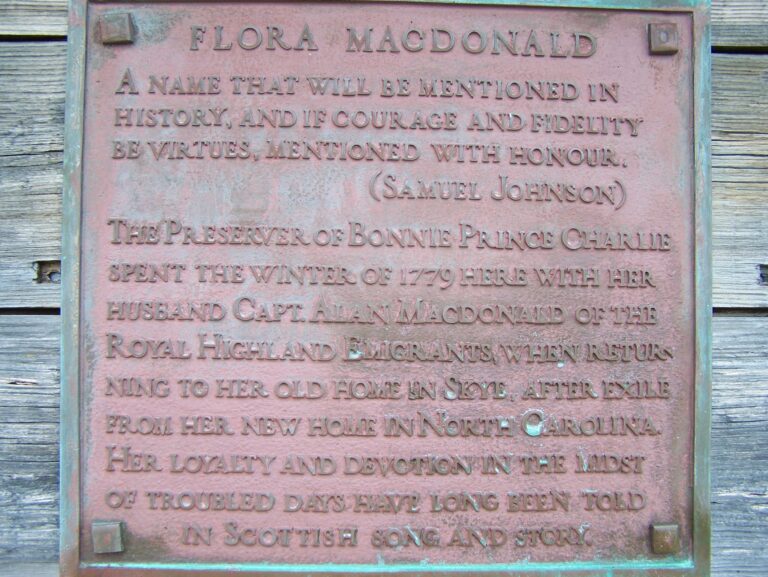 FLORA MACDONALD
A NAME THAT WILL BE MENTIONED IN
HISTORY, AND IF COURAGE AND FIDELITY
BE VIRTUES, MENTIONED WITH HONOUR.
(SAMUEL JOHNSON)
THE PRESERVER OF BONNIE PRINCE CHARLIE
SPENT THE WINTER OF 1779 HERE WITH HER
HUSBAND CAPT. ALAN MACDONALD OF THE
ROYAL HIGHLAND EMIGRANTS, WHEN RETUR-
NING TO HER OLD HOME IN SKYE, AFTER EXILE
FROM HER NEW HOME IN NORTH CAROLINA.
HER LOYALTY AND DEVOTION IN THE MIDST
OF TROUBLED DAYS HAVE LONG BEEN TOLD
IN SCOTTISH SONG AND STORY.